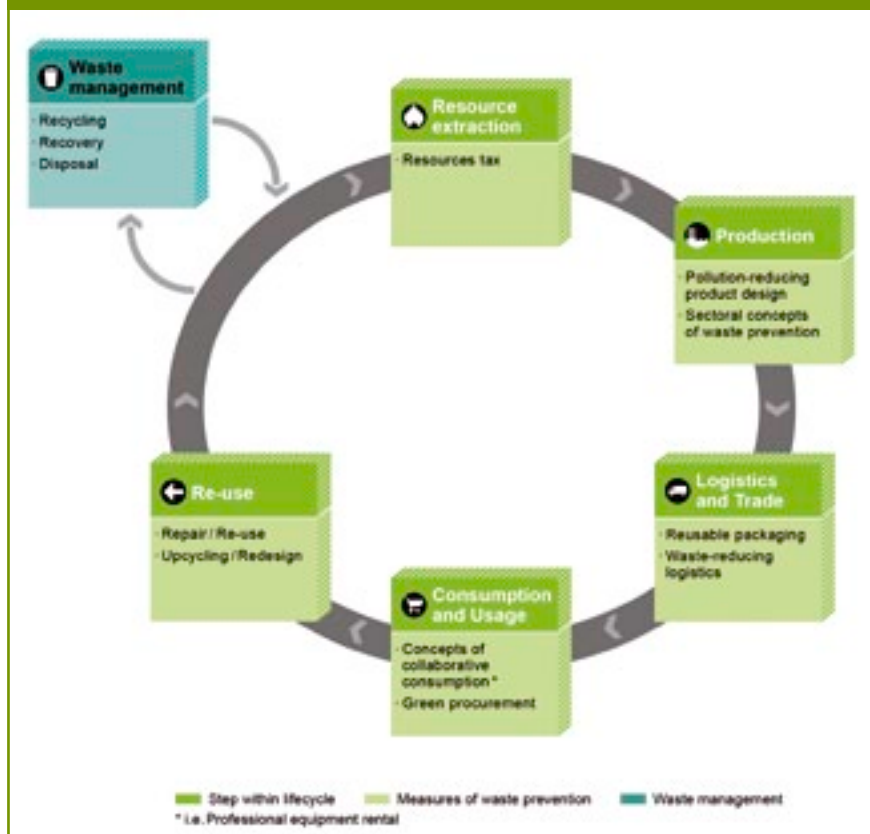 Waste
management
· Recycling
· Recovery
· Disposal
Resource
extraction
· Resources tax
Production
· Pollution-reducing
product design
· Sectoral concepts
of waste prevention
Logistics
and Trade
· Reusable packaging
· Waste-reducing
logistics
Consumption
and Usage
· Concepts of
collaborative
consumption*
· Green procurement
Re-use
· Repair / Re-use
· Upcycling / Redesign
Step within lifecycle
Measures of waste prevention
Waste management
* i.e. Professional equipment rental